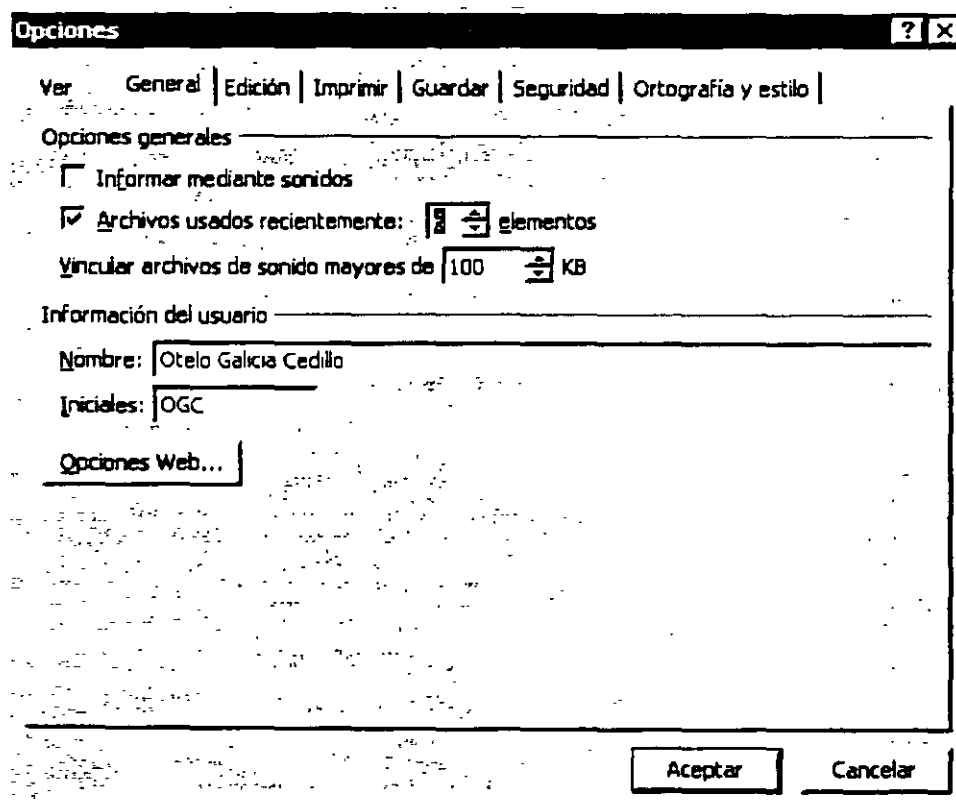 Opciones
Ver General Edición Imprimir Guardar Seguridad Ortografía y estilo
Opciones generales
Informar mediante sonidos
Archivos usados recientemente: elementos
Vincular archivos de sonido mayores de 100 KB
Información del usuario
Nombre: Otelo Galicia Cedillo
Iniciales: OGC
Opciones Web...
Aceptar Cancelar